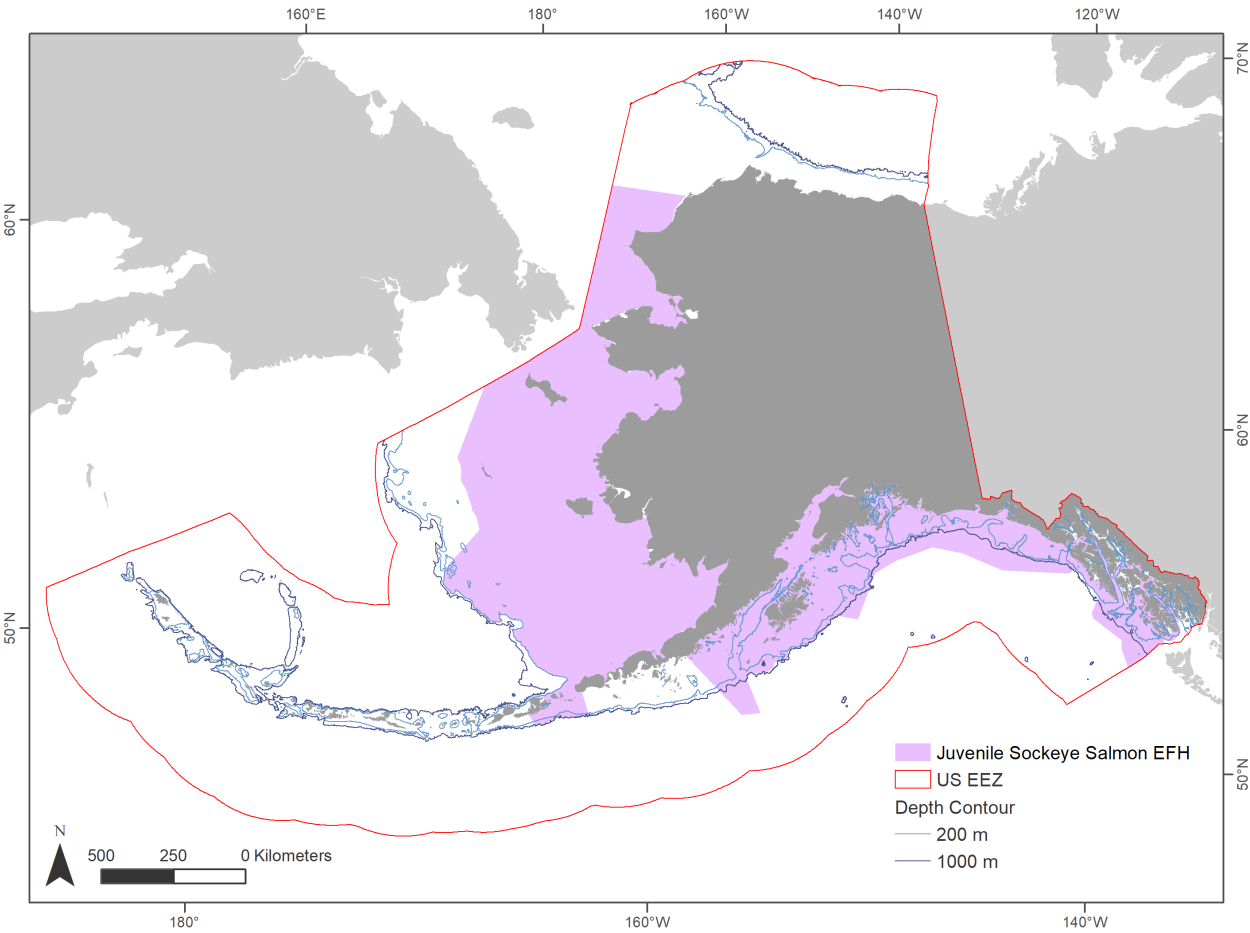 160°E 180° 160°W 140°W 120°W
70°N
60°N
60°N
50°N
50°N
Juvenile Sockeye Salmon EFH
US EEZ
Depth Contour
200 m
1000 m
N
500 250 0 Kilometers
180° 160°W 140°W